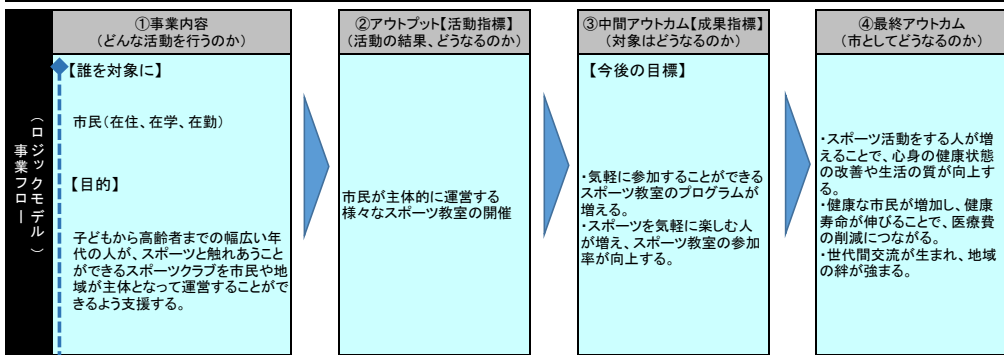 事業フロー
（ロジックモデル）
①事業内容
（どんな活動を行うのか）
【誰を対象に】
市民（在住、在学、在勤）
【目的】
子どもから高齢者までの幅広い年
代の人が、スポーツと触れあうこと
ができるスポーツクラブを市民や地
域が主体となって運営することがで
きるよう支援する。
②アウトプット【活動指標】
（活動の結果、どうなるのか）
市民が主体的に運営する
様々なスポーツ教室の開催
③中間アウトカム【成果指標】
（対象はどうなるのか）
【今後の目標】
・気軽に参加することができる
スポーツ教室のプログラムが
増える。
・スポーツを気軽に楽しむ人
が増え、スポーツ教室の参加
率が向上する。
④最終アウトカム
（市としてどうなるのか）
・スポーツ活動をする人が増
えることで、心身の健康状態
の改善や生活の質が向上す
る。
・健康な市民が増加し、健康
寿命が伸びることで、医療費
の削減につながる。
・世代間交流が生まれ、地域
の絆が強まる。